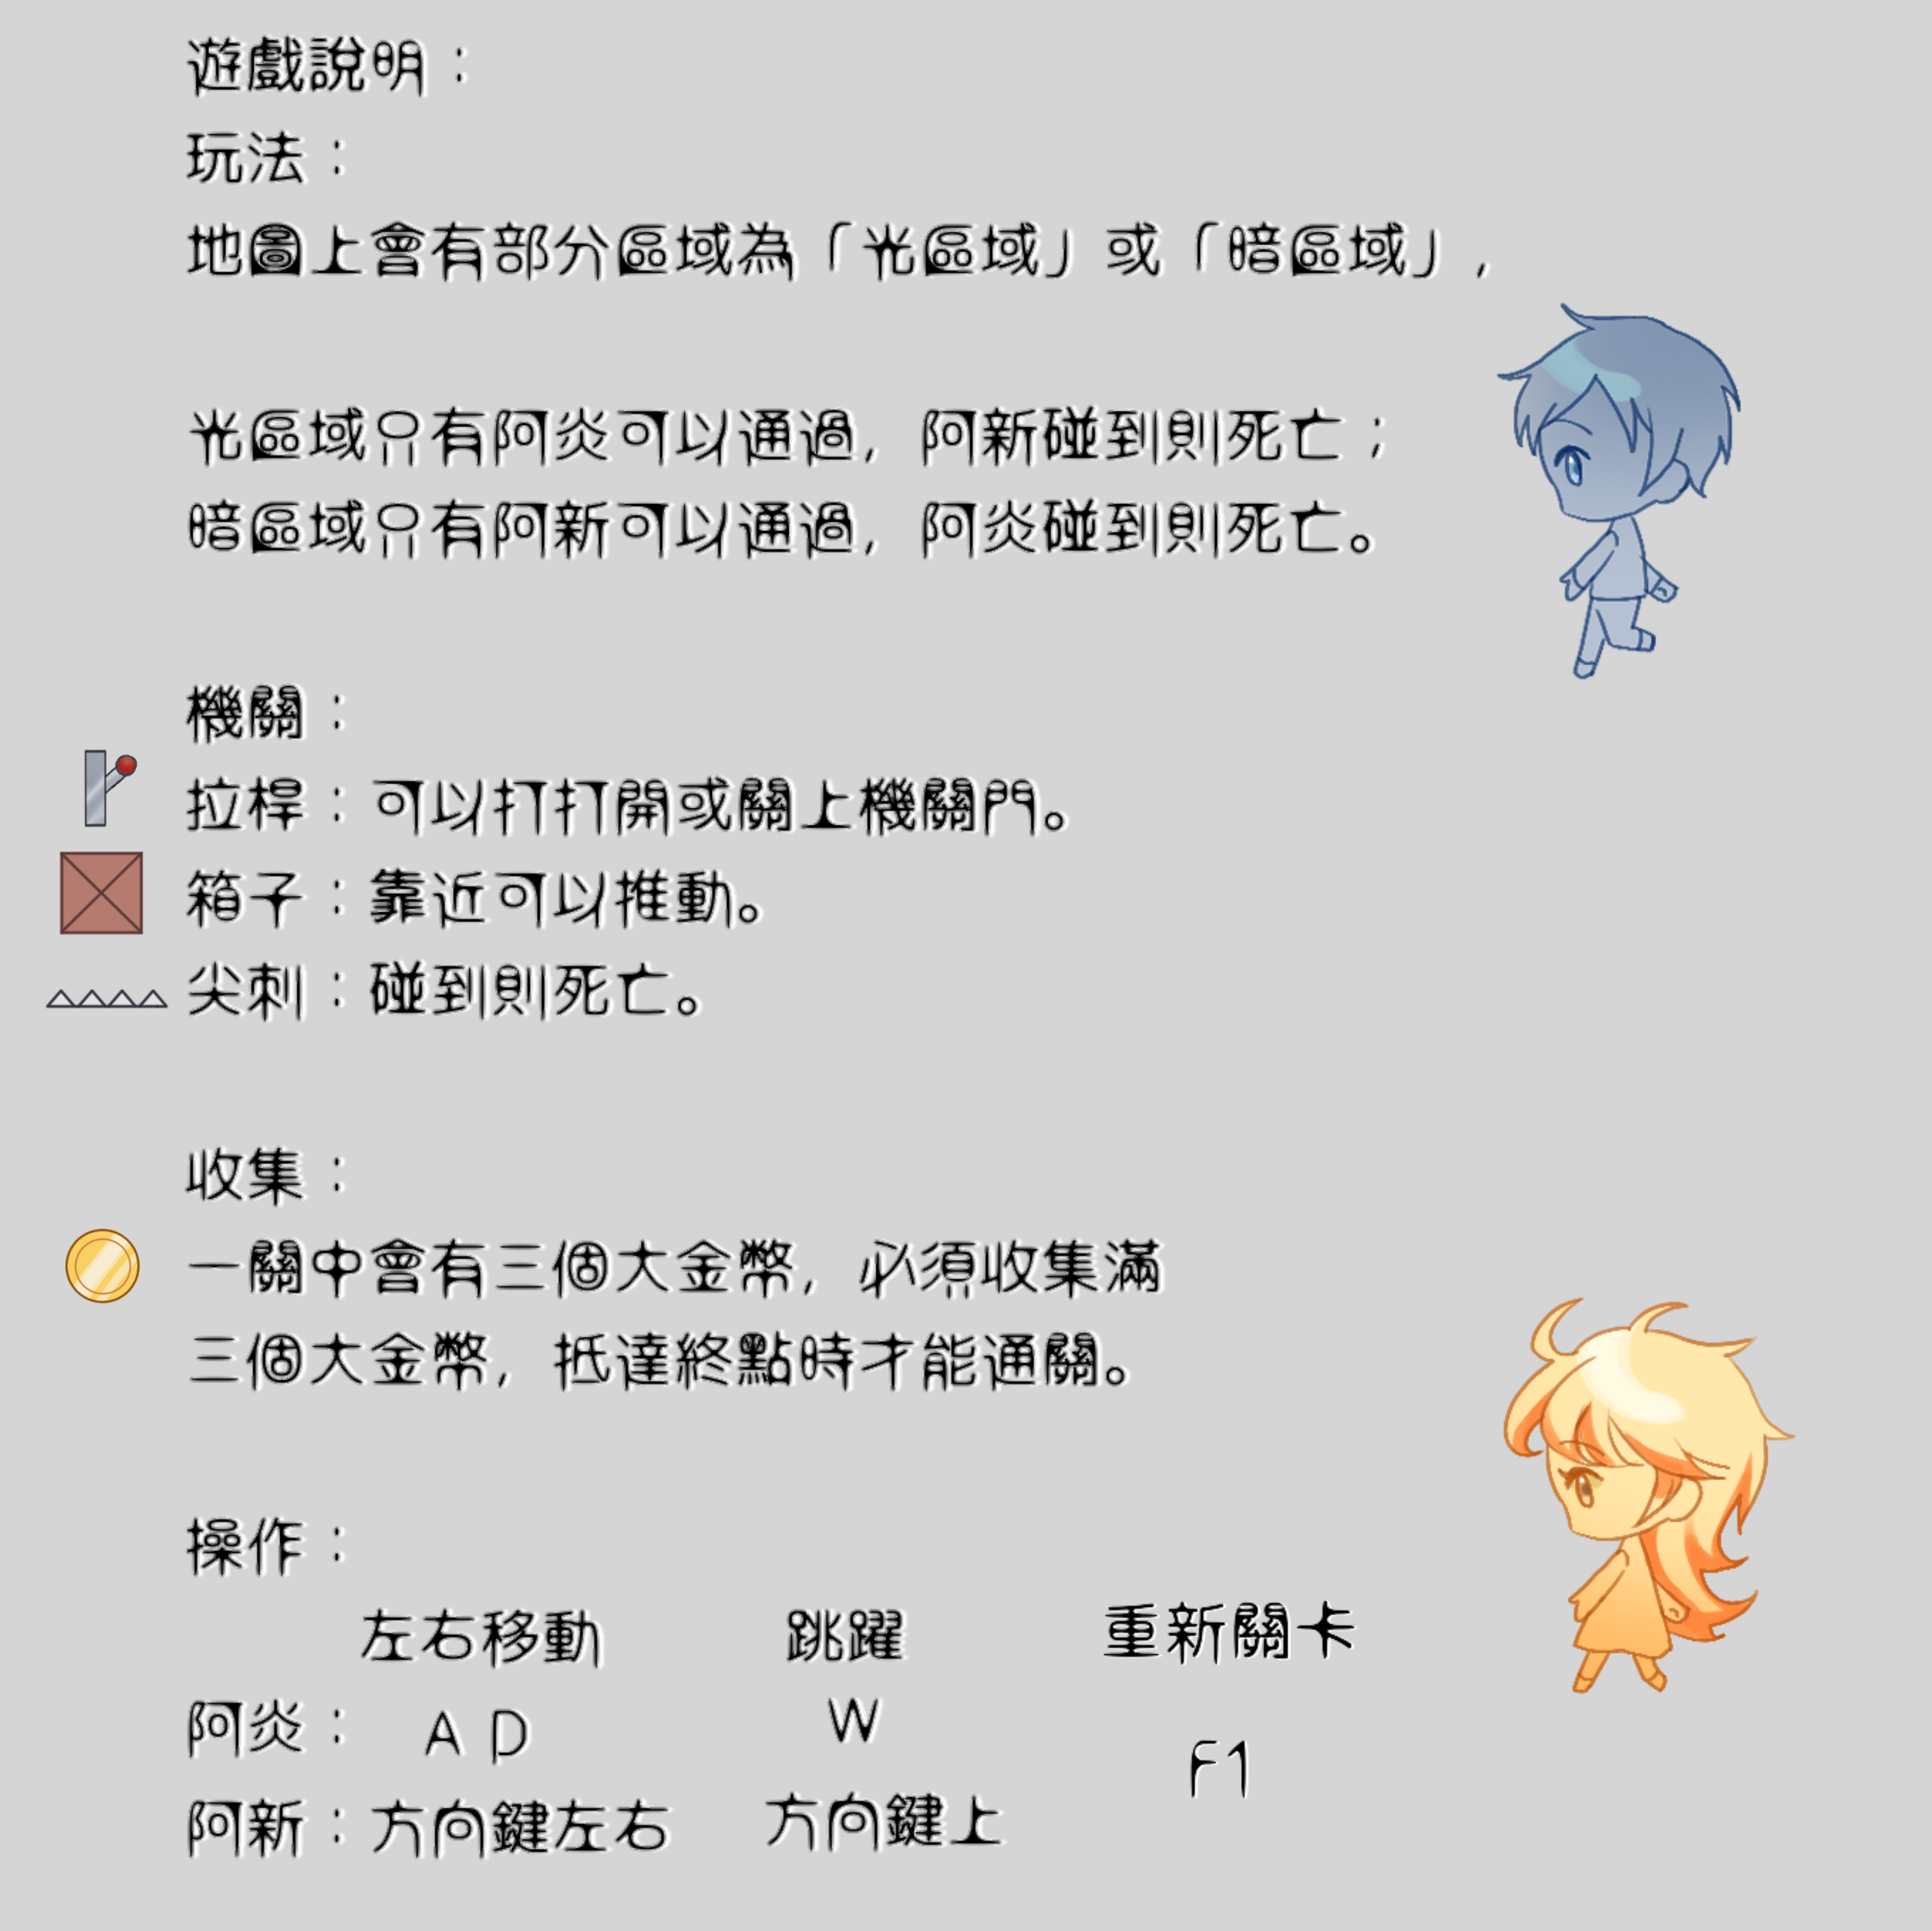 遊戲說明：
玩法：
地圖上會有部分區域為「光區域」或「暗區域」，
光區域只有阿炎可以通過，阿新碰到則死亡；
暗區域只有阿新可以通過，阿炎碰到則死亡。
機關：
拉桿：可以打打開或關上機關門。
箱子：靠近可以推動。
尖刺：碰到則死亡。
收集：
一關中會有三個大金幣，必須收集滿
三個大金幣，抵達終點時才能通關。
操作：
左右移動 跳躍 重新關卡
阿炎： A D W
F1
阿新：方向鍵左右 方向鍵上